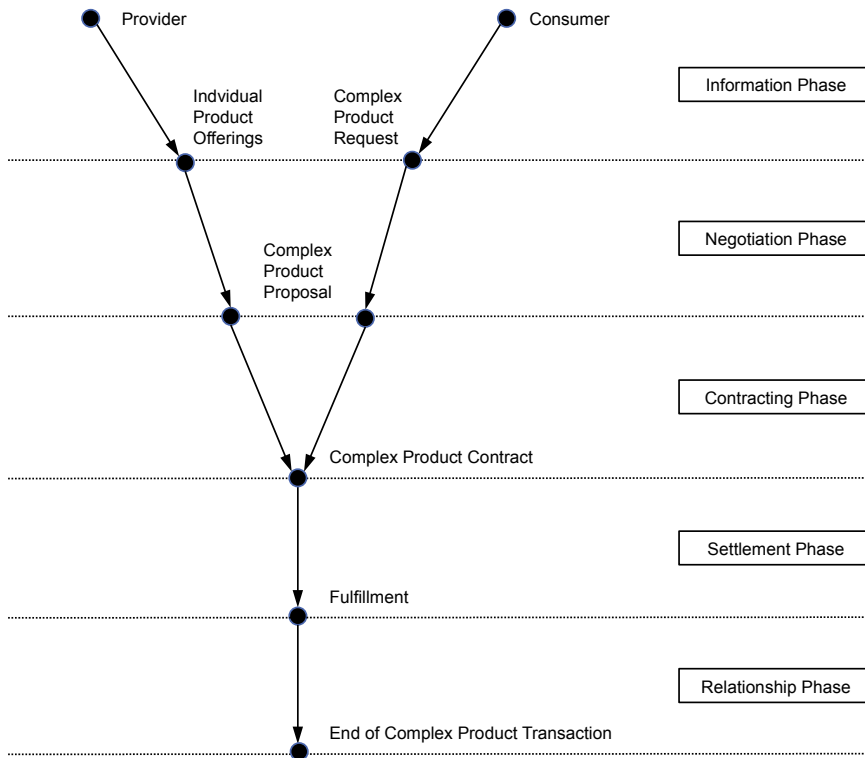 Provider
Consumer
Information Phase
Indvidual
Product
Offerings
Complex
Product
Request
Negotiation Phase
Complex
Product
Proposal
Contracting Phase
Complex Product Contract
Settlement Phase
Fulfillment
Relationship Phase
End of Complex Product Transaction